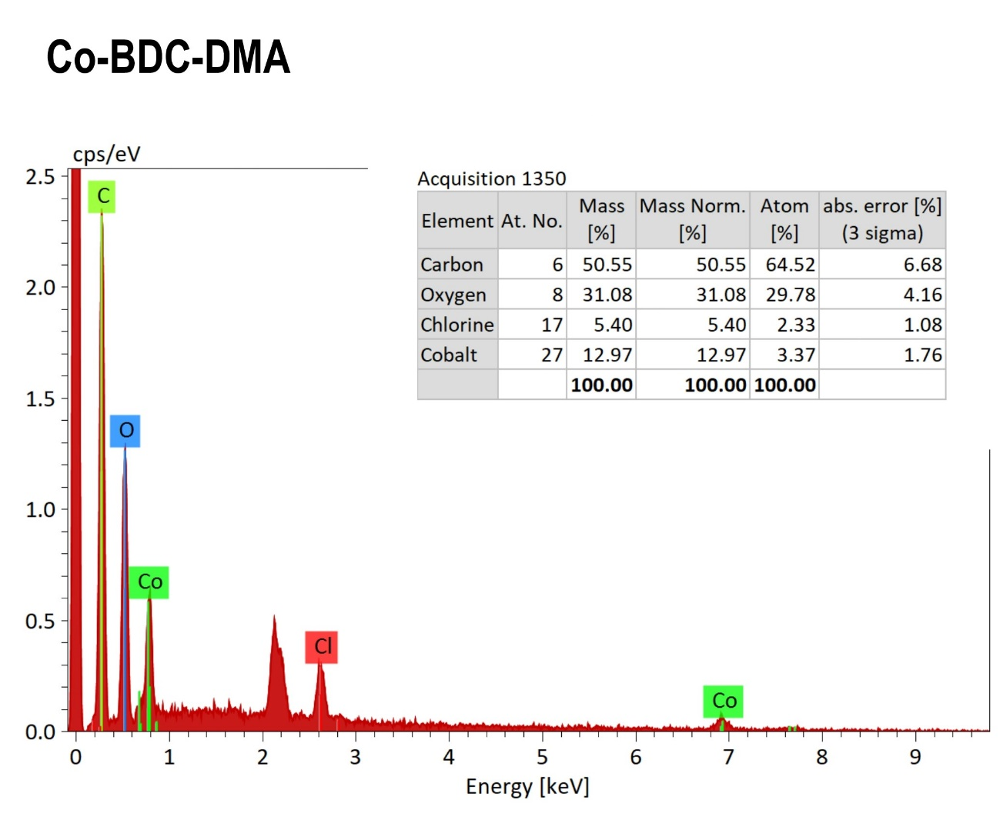 Co-BDC-DMA
cps/eV
2.5
2.0
1.5
1.0
0.5
0.0
C
O
Co
Cl
Co
0 1 2 3 4 5 6 7 8 9
Energy [keV]
Acquisition 1350
Element At. No. Mass [%] Mass Norm. [%] Atom [%] abs. error [%] (3 sigma)
Carbon 6 50.55 50.55 64.52 6.68
Oxygen 8 31.08 31.08 29.78 4.16
Chlorine 17 5.40 5.40 2.33 1.08
Cobalt 27 12.97 12.97 3.37 1.76
100.00 100.00 100.00